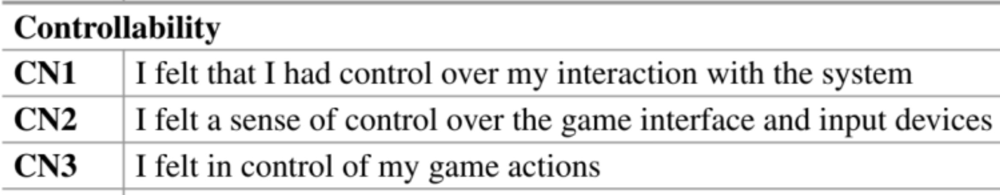 Controllability
CN1 I felt that I had control over my interaction with the system
CN2 I felt a sense of control over the game interface and input devices
CN3 I felt in control of my game actions